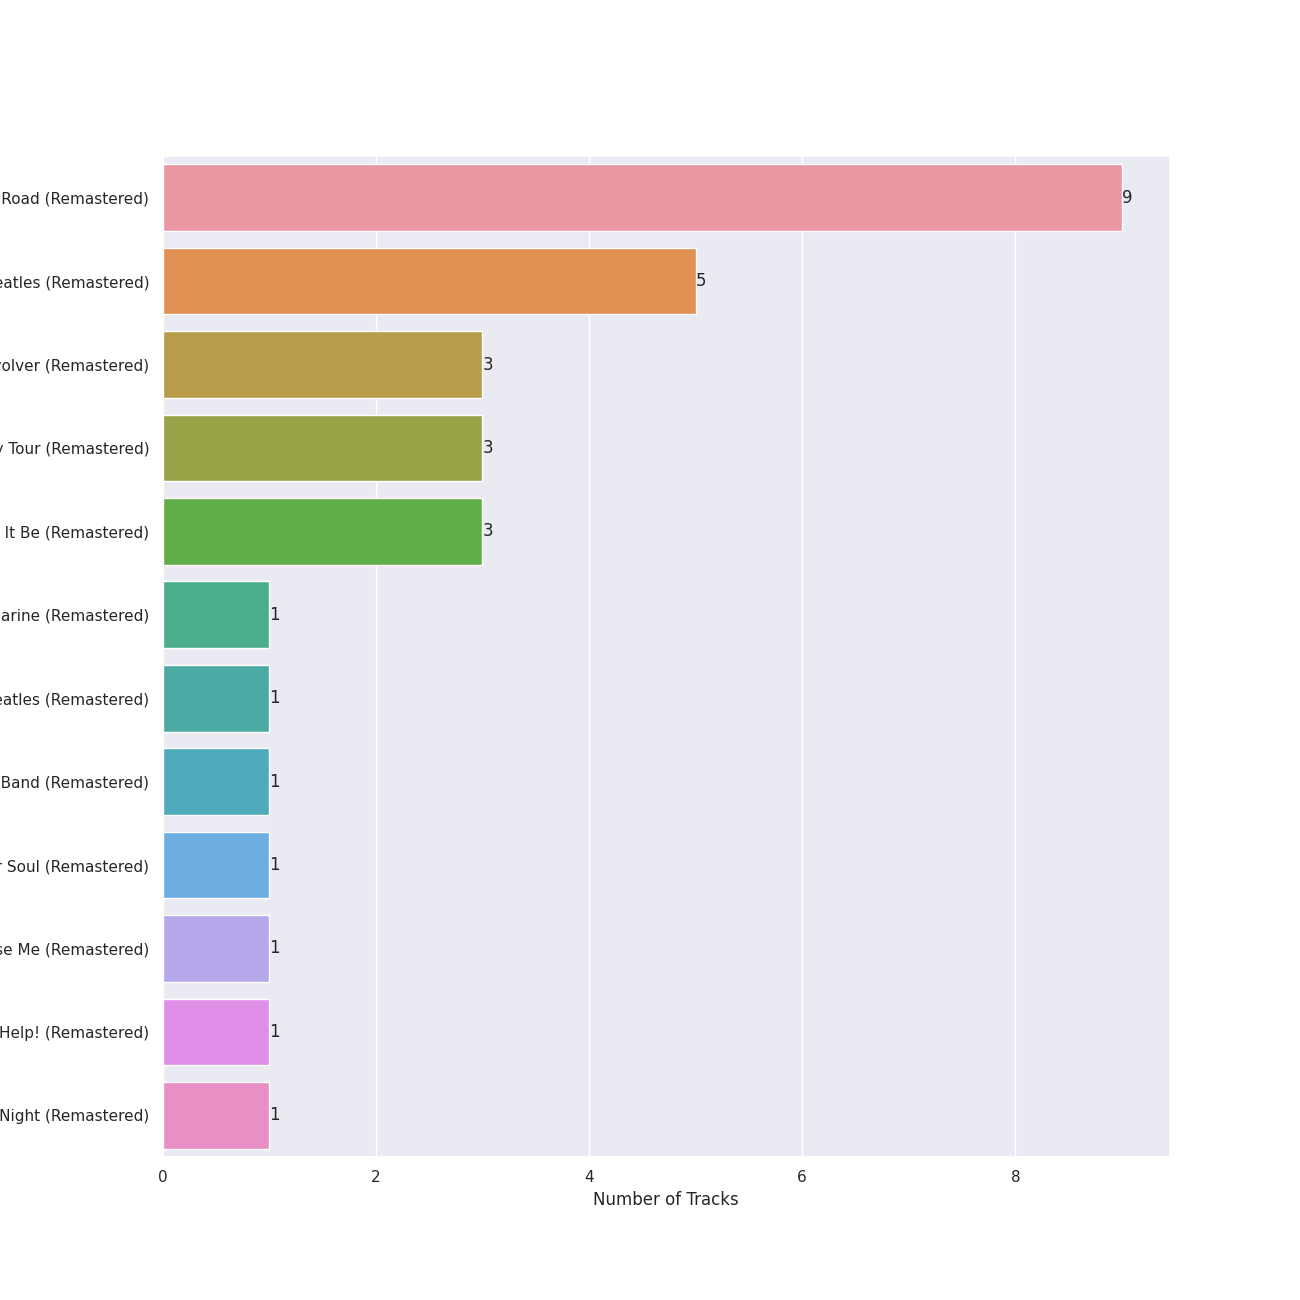 Road (Remastered) 9
eatles (Remastered) 5
volver (Remastered) 3
y Tour (Remastered) 3
It Be (Remastered) 3
arine (Remastered) 1
eatles (Remastered) 1
Band (Remastered) 1
r Soul (Remastered) 1
se Me (Remastered) 1
Help! (Remastered) 1
Night (Remastered) 1
0 2 4 6 8
Number of Tracks